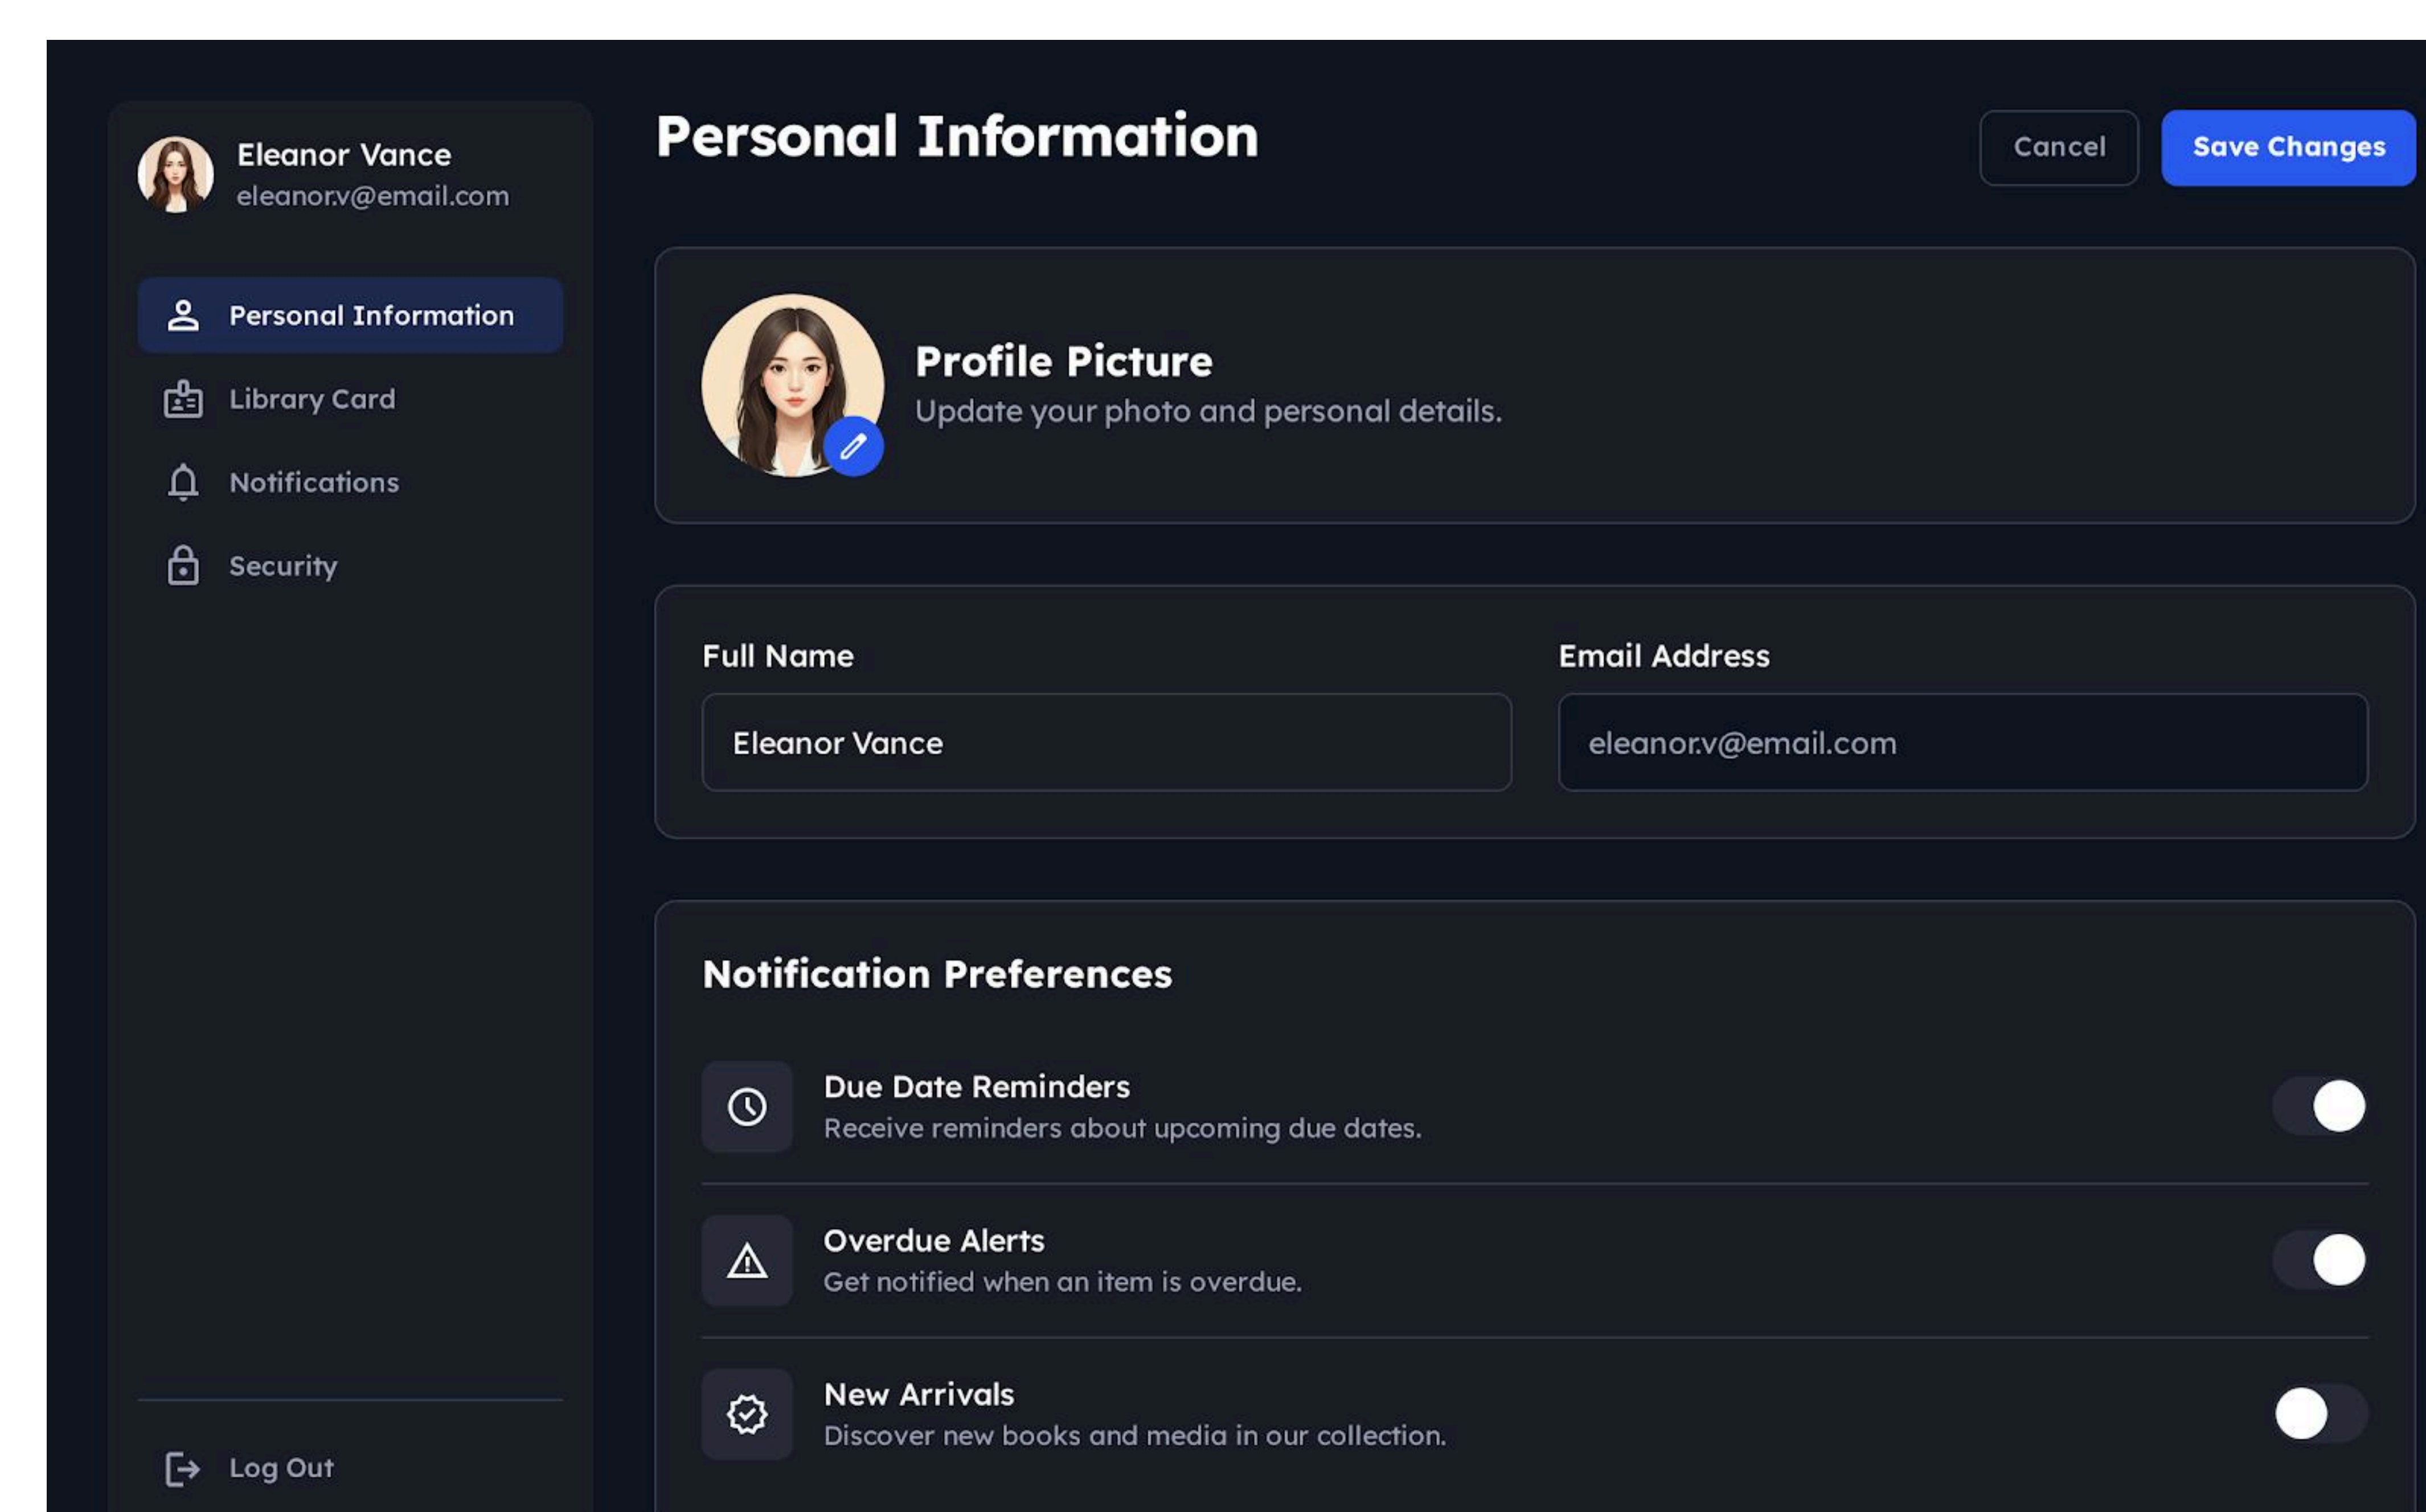 Eleanor Vance
eleanor.v@email.com
Personal Information
Library Card
Notifications
Security
Log Out
Personal Information
Cancel
Save Changes
Profile Picture
Update your photo and personal details.
Full Name
Eleanor Vance
Email Address
eleanor.v@email.com
Notification Preferences
Due Date Reminders
Receive reminders about upcoming due dates.
Overdue Alerts
Get notified when an item is overdue.
New Arrivals
Discover new books and media in our collection.